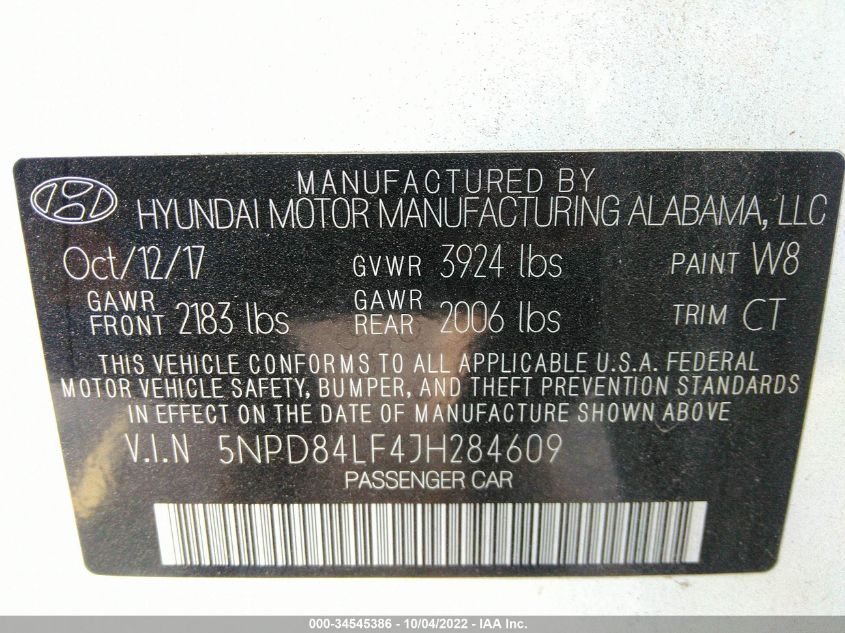 MANUFACTURED BY
HYUNDAI MOTOR MANUFACTURING ALABAMA, LLC
Oct/12/17 GVWR 3924 lbs PAINT W8
GAWR FRONT 2183 lbs GAWR REAR 2006 lbs TRIM CT
THIS VEHICLE CONFORMS TO ALL APPLICABLE U.S.A. FEDERAL
MOTOR VEHICLE SAFETY, BUMPER, AND THEFT PREVENTION STANDARDS
IN EFFECT ON THE DATE OF MANUFACTURE SHOWN ABOVE
V.I.N 5NPD84LF4JH284609
PASSENGER CAR
000-34545386 - 10/04/2022 - IAA Inc.